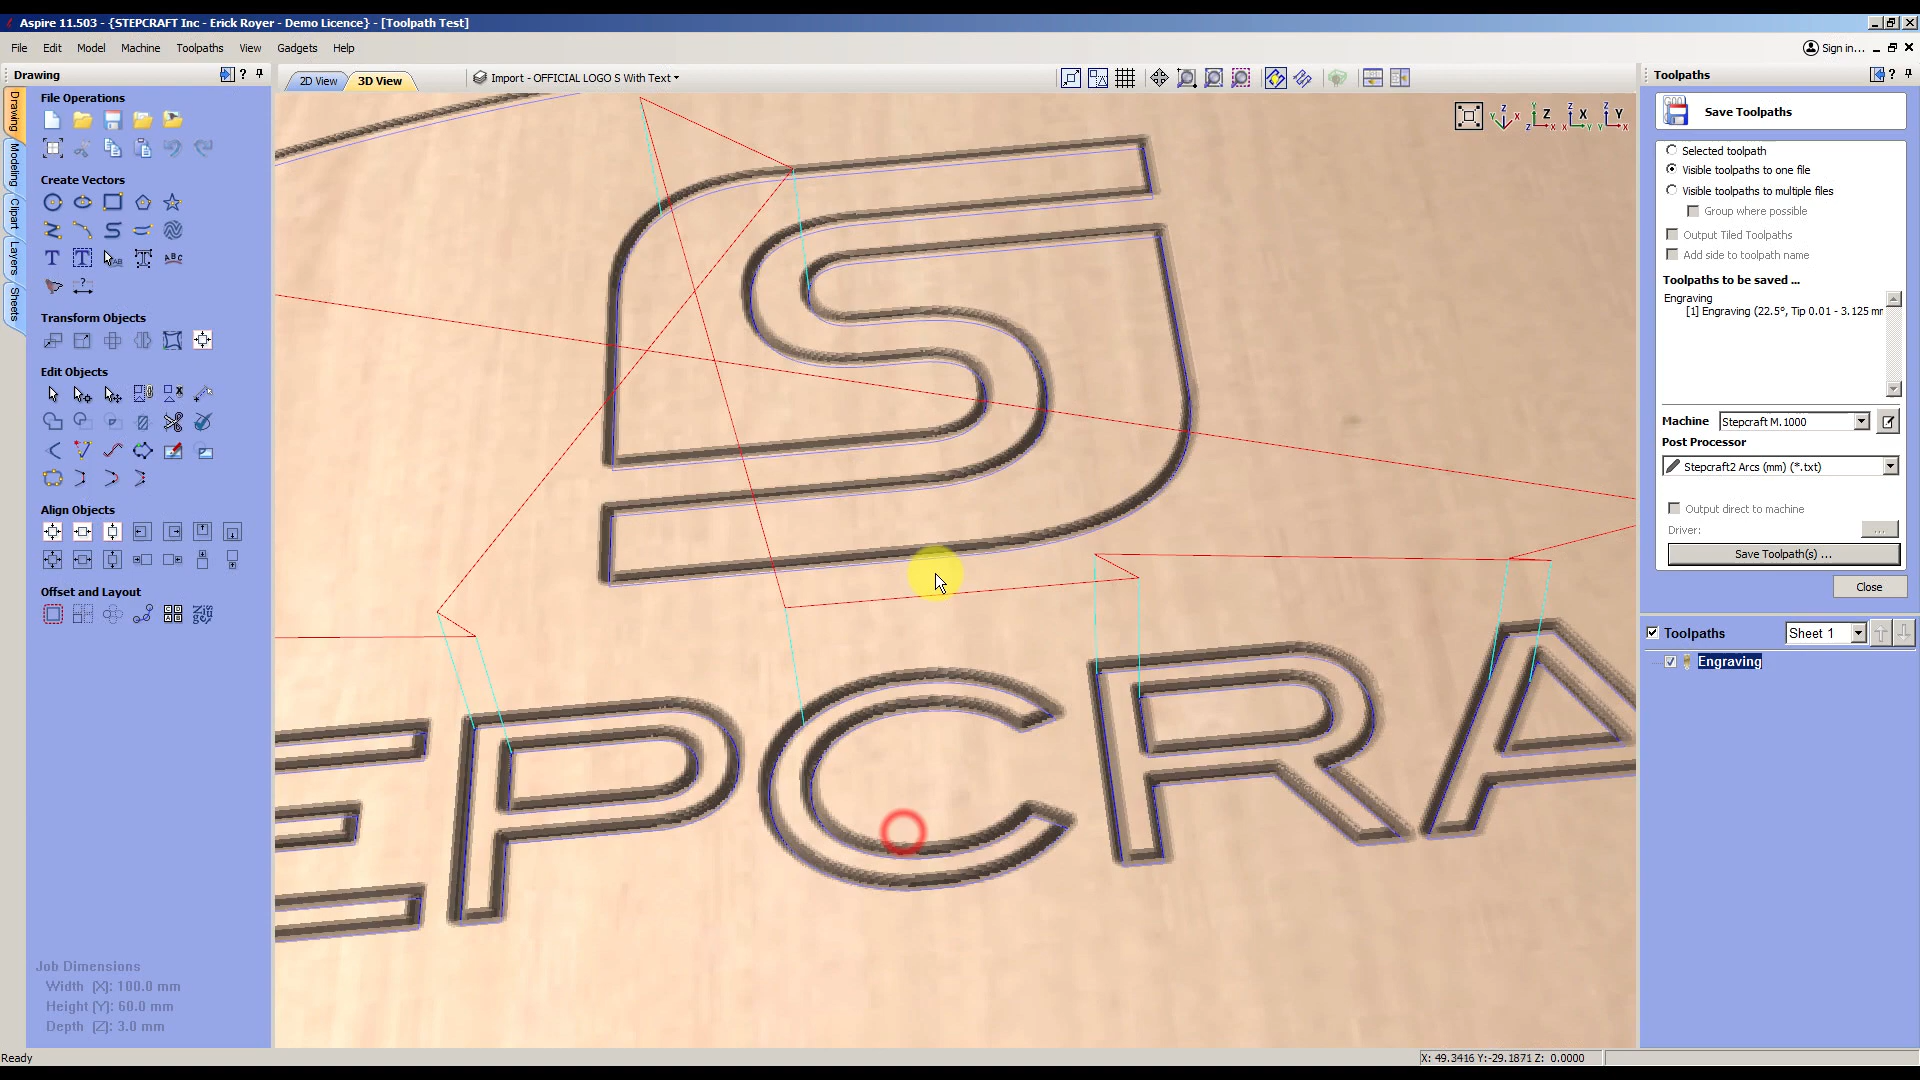 Aspire 11.503 - {STEPCRAFT Inc - Erick Royer - Demo Licence} - [Toolpath Test]
File Edit Model Machine Toolpaths View Gadgets Help
Sign in...
Drawing
2D View
3D View
Import - OFFICIAL LOGO S With Text
Toolpaths
Drawing
Modeling
Clipart
Layers
Sheets
File Operations
Create Vectors
Transform Objects
Edit Objects
Align Objects
Offset and Layout
Job Dimensions
Width (X): 100.0 mm
Height (Y): 60.0 mm
Depth (Z): 3.0 mm
EPCRA
Save Toolpaths
Selected toolpath
Visible toolpaths to one file
Visible toolpaths to multiple files
Group where possible
Output Tiled Toolpaths
Add side to toolpath name
Toolpaths to be saved ...
Engraving
[1] Engraving (22.5°, Tip 0.01 - 3.125 mr
Machine
Stepcraft M.1000
Post Processor
Stepcraft2 Arcs (mm) (*.txt)
Output direct to machine
Driver:
...
Save Toolpath(s) ...
Close
Toolpaths
Sheet 1
Engraving
Ready
X: 49.3416 Y:-29.1871 Z: 0.0000